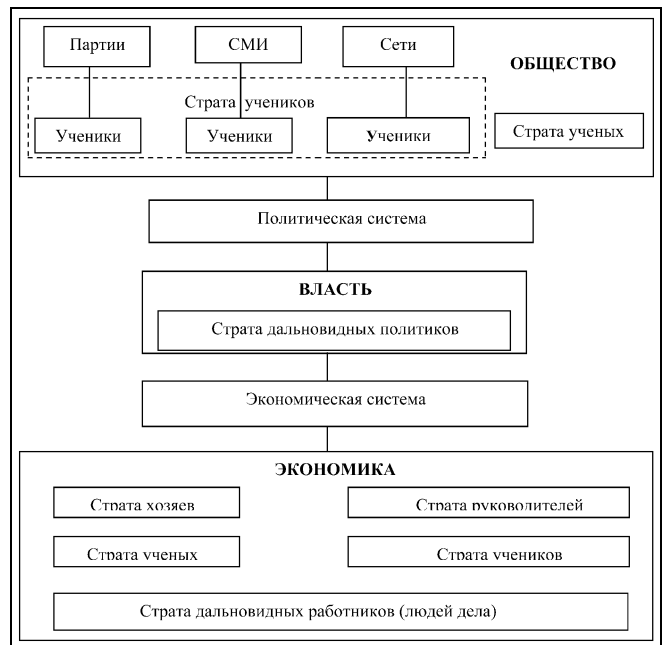 Партии СМИ Сети
ОБЩЕСТВО
Страта учеников
Ученики Ученики Ученики
Страта ученых
Политическая система
ВЛАСТЬ
Страта дальновидных политиков
Экономическая система
ЭКОНОМИКА
Страта хозяев Страта руководителей
Страта ученых Страта учеников
Страта дальновидных работников (людей дела)